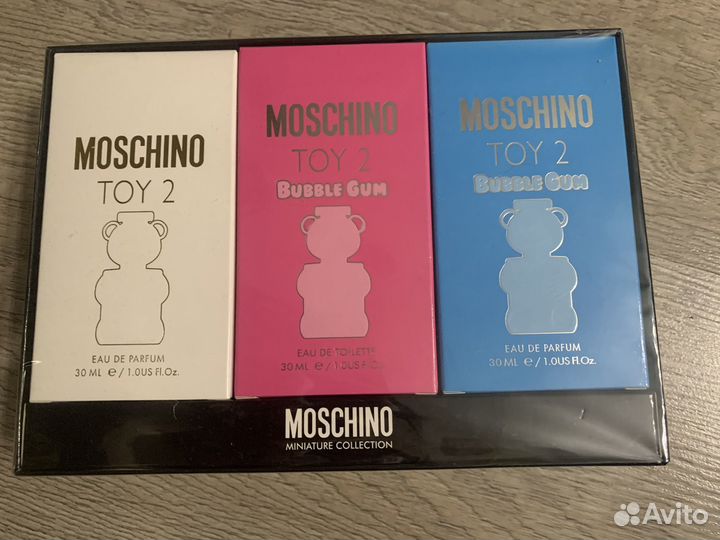 MOSCHINO
TOY 2
EAU DE PARFUM
30 ML e / 1.0US Fl.Oz.
MOSCHINO
TOY 2
BUBBLE GUM
EAU DE TOILETTE
30 ML e / 1.0US Fl.Oz.
MOSCHINO
TOY 2
BUBBLE GUM
EAU DE PARFUM
30 ML e / 1.0US Fl.Oz.
MOSCHINO
MINIATURE COLLECTION
Avito